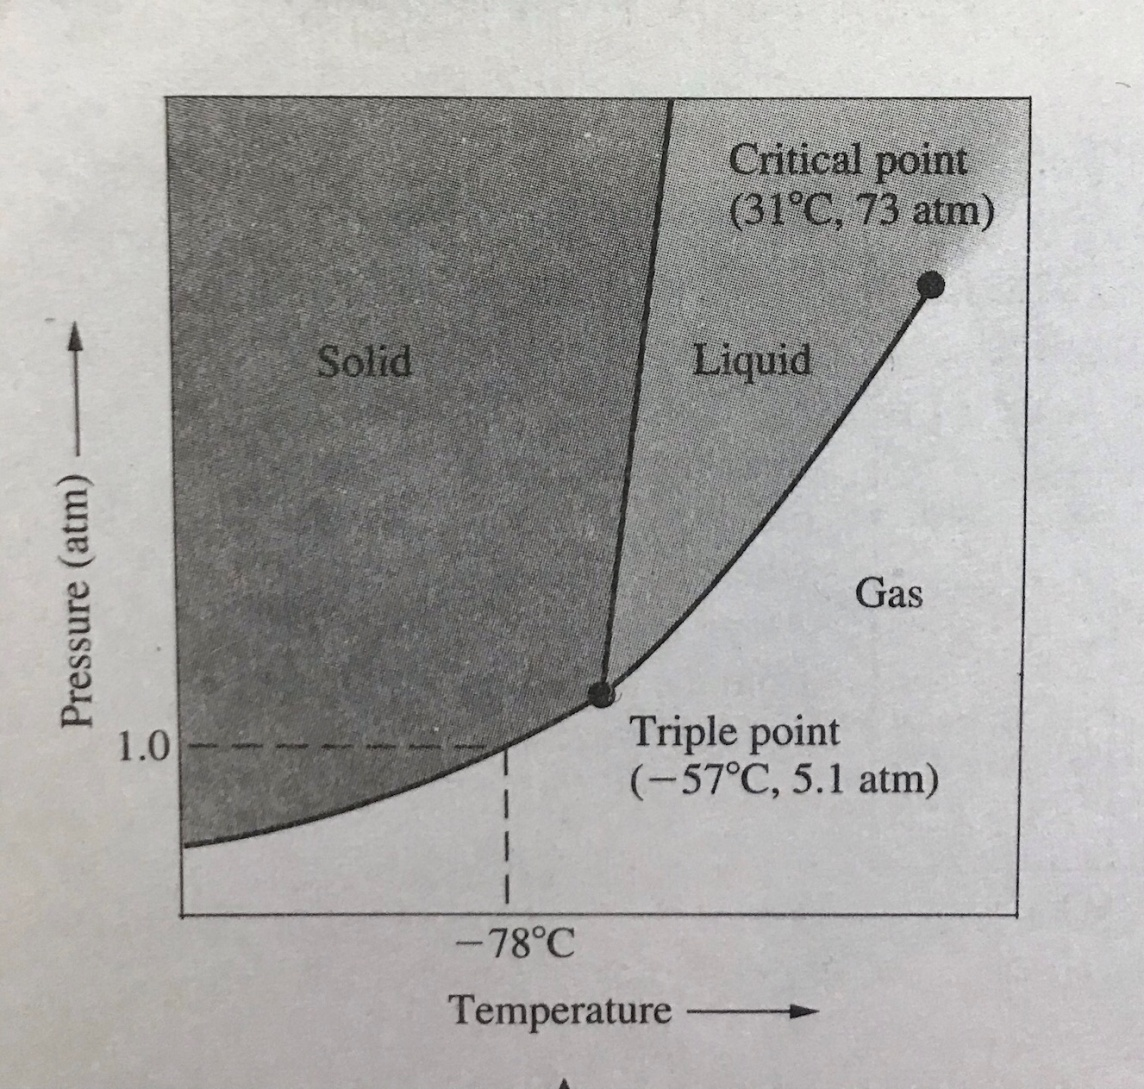 Critical point
(31°C, 73 atm)
Solid
Liquid
Gas
Pressure (atm)
1.0
Triple point
(−57°C, 5.1 atm)
−78°C
Temperature